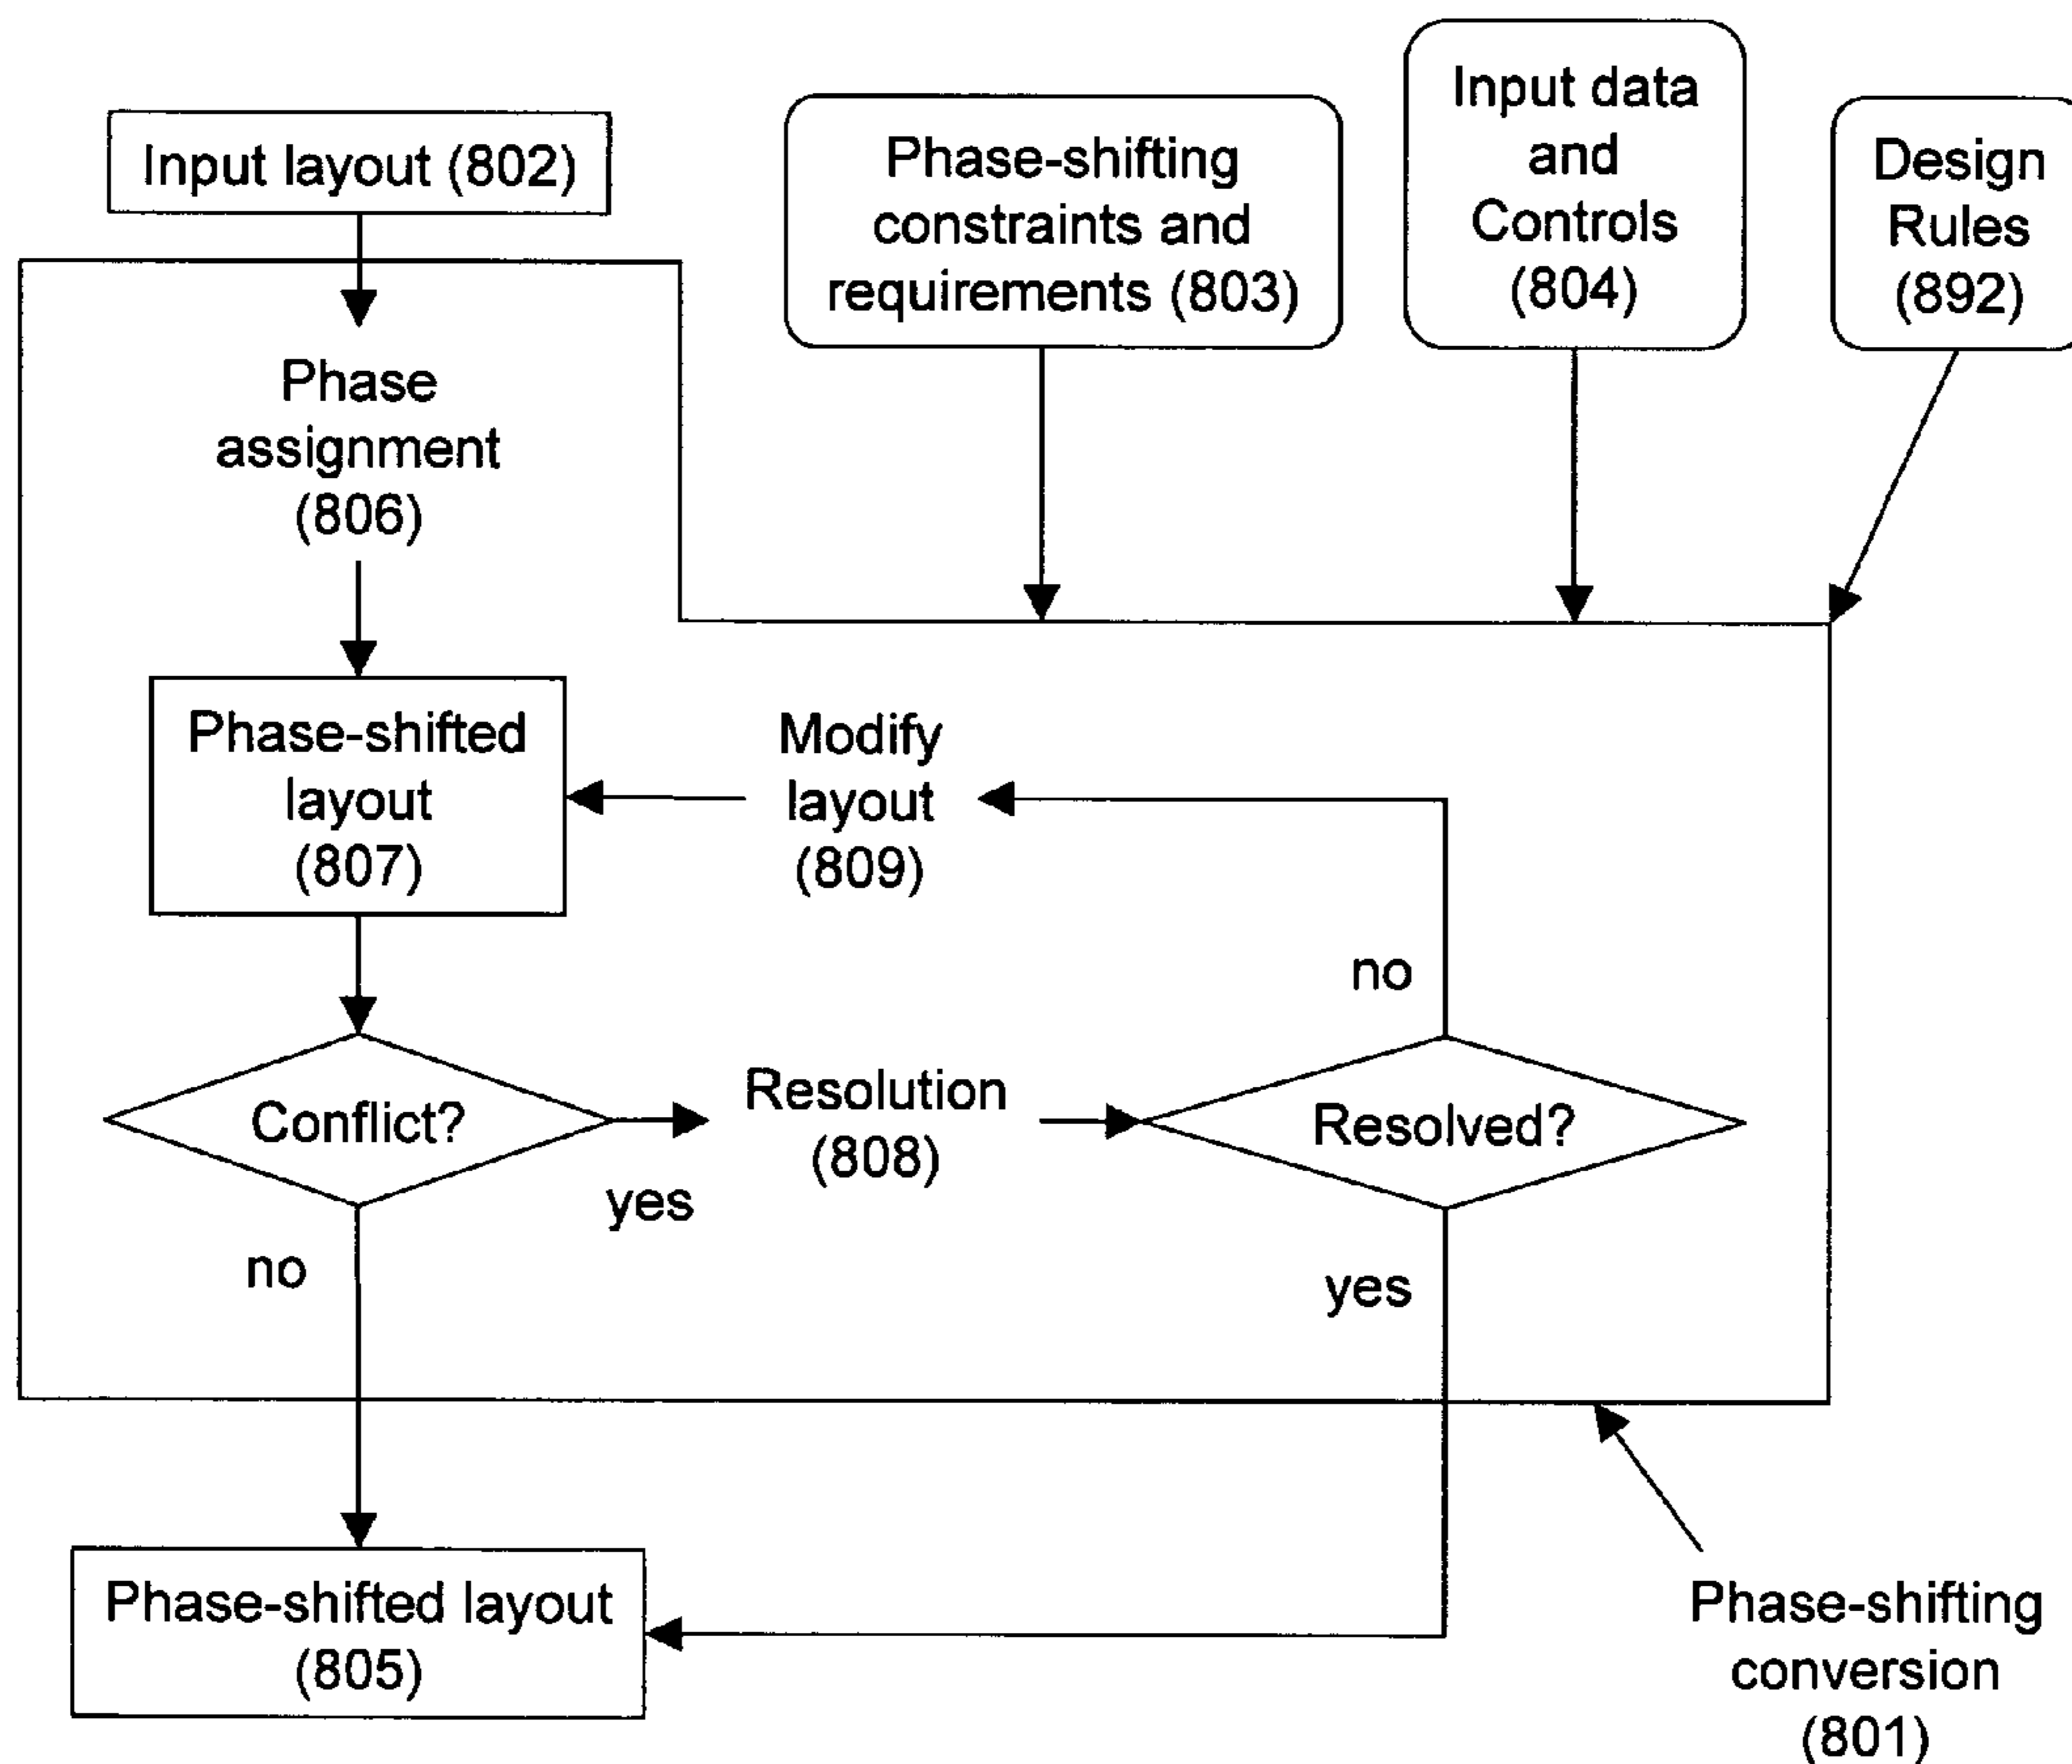 Input layout (802)
Phase-shifting
constraints and
requirements (803)
Input data
and
Controls
(804)
Design
Rules
(892)
Phase
assignment
(806)
Phase-shifted
layout
(807)
Modify
layout
(809)
no
Conflict?
yes
Resolution
(808)
Resolved?
no
yes
Phase-shifted layout
(805)
Phase-shifting
conversion
(801)